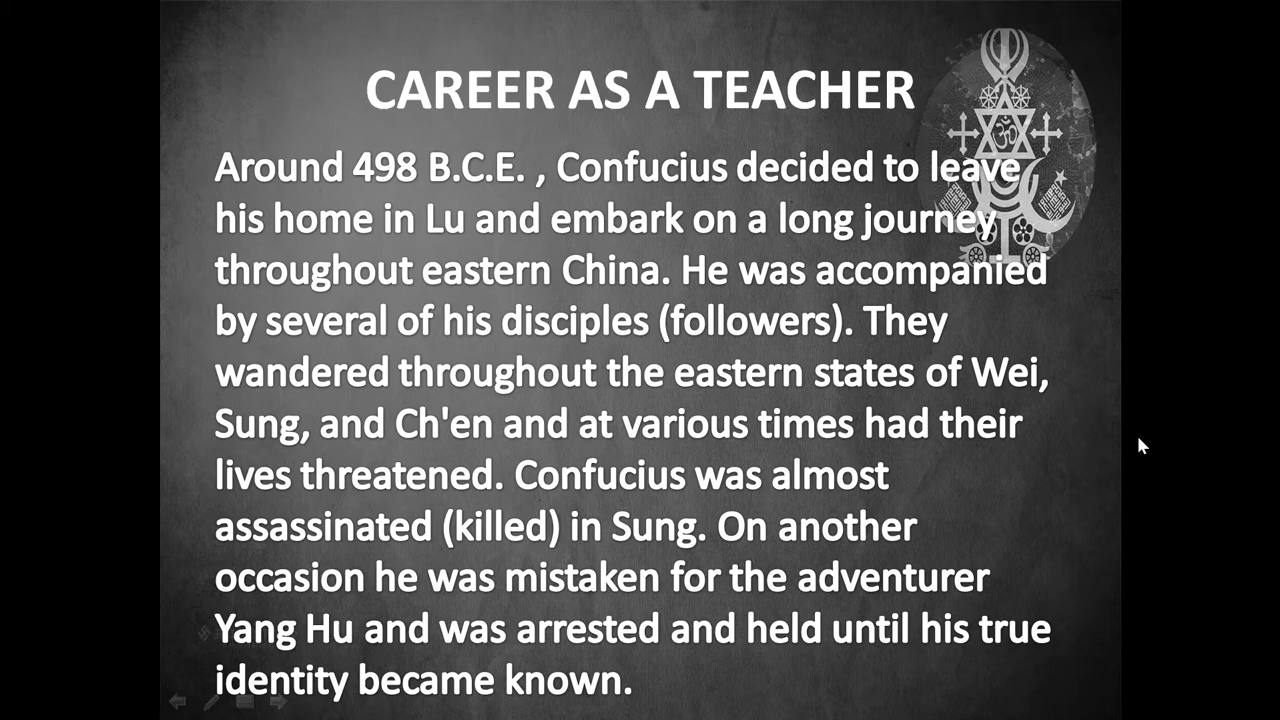 CAREER AS A TEACHER
Around 498 B.C.E. , Confucius decided to leave
his home in Lu and embark on a long journey
throughout eastern China. He was accompanied
by several of his disciples (followers). They
wandered throughout the eastern states of Wei,
Sung, and Ch'en and at various times had their
lives threatened. Confucius was almost
assassinated (killed) in Sung. On another
occasion he was mistaken for the adventurer
Yang Hu and was arrested and held until his true
identity became known.